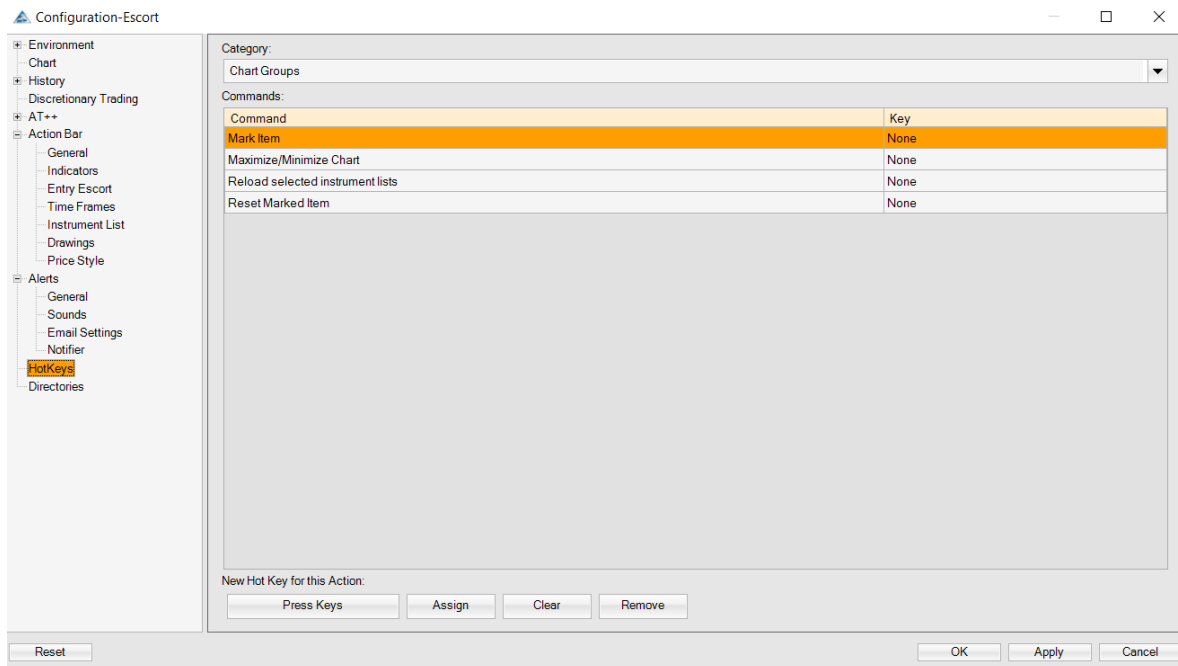 Configuration-Escort
Environment
Chart
History
Discretionary Trading
AT++
Action Bar
General
Indicators
Entry Escort
Time Frames
Instrument List
Drawings
Price Style
Alerts
General
Sounds
Email Settings
Notifier
HotKeys
Directories
Category:
Chart Groups
Commands:
Command Key
Mark Item None
Maximize/Minimize Chart None
Reload selected instrument lists None
Reset Marked Item None
New Hot Key for this Action:
Press Keys Assign Clear Remove
Reset OK Apply Cancel